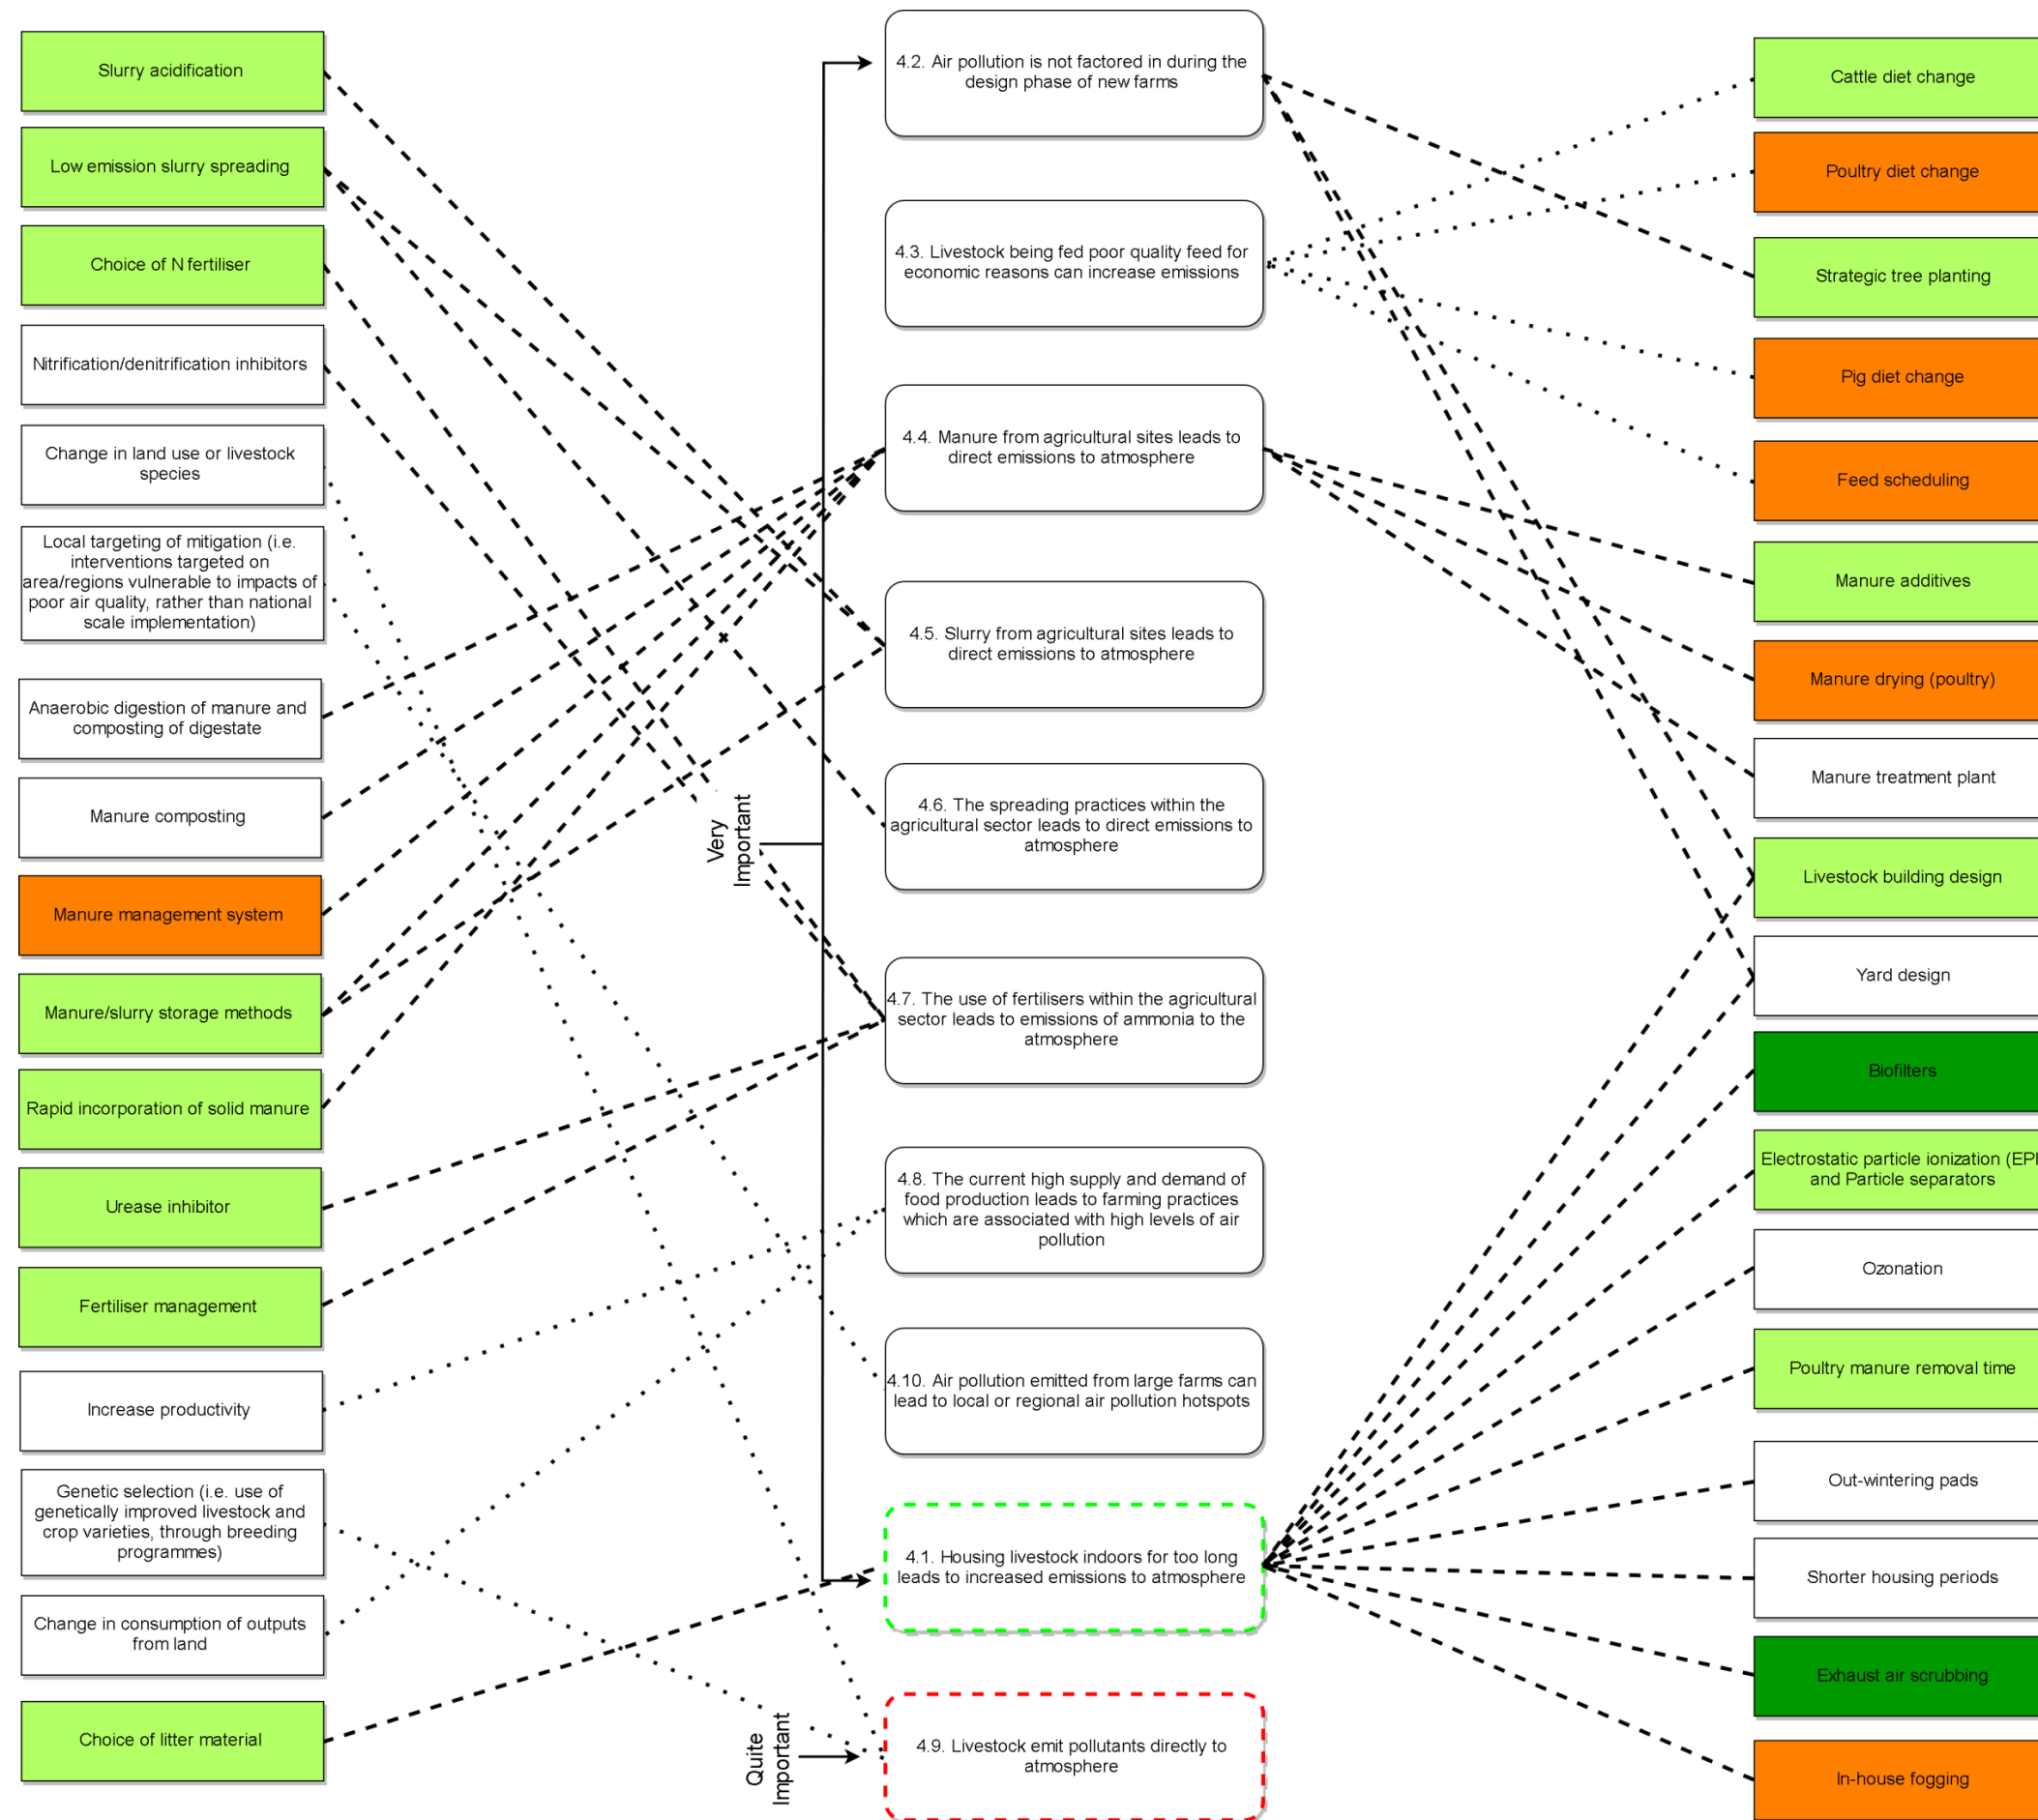 Slurry acidification
Low emission slurry spreading
Choice of N fertiliser
Nitrification/denitrification inhibitors
Change in land use or livestock
species
Local targeting of mitigation (i.e.
interventions targeted on
area/regions vulnerable to impacts of
poor air quality, rather than national
scale implementation)
Anaerobic digestion of manure and
composting of digestate
Manure composting
Manure management system
Manure/slurry storage methods
Rapid incorporation of solid manure
Urease inhibitor
Fertiliser management
Increase productivity
Genetic selection (i.e. use of
genetically improved livestock and
crop varieties, through breeding
programmes)
Change in consumption of outputs
from land
Choice of litter material
Very
Important
Quite
Important
4.2. Air pollution is not factored in during the
design phase of new farms
4.3. Livestock being fed poor quality feed for
economic reasons can increase emissions
4.4. Manure from agricultural sites leads to
direct emissions to atmosphere
4.5. Slurry from agricultural sites leads to
direct emissions to atmosphere
4.6. The spreading practices within the
agricultural sector leads to direct emissions to
atmosphere
4.7. The use of fertilisers within the agricultural
sector leads to emissions of ammonia to the
atmosphere
4.8. The current high supply and demand of
food production leads to farming practices
which are associated with high levels of air
pollution
4.10. Air pollution emitted from large farms can
lead to local or regional air pollution hotspots
4.1. Housing livestock indoors for too long
leads to increased emissions to atmosphere
4.9. Livestock emit pollutants directly to
atmosphere
Cattle diet change
Poultry diet change
Strategic tree planting
Pig diet change
Feed scheduling
Manure additives
Manure drying (poultry)
Manure treatment plant
Livestock building design
Yard design
Biofilters
Electrostatic particle ionization (EPI
and Particle separators
Ozonation
Poultry manure removal time
Out-wintering pads
Shorter housing periods
Exhaust air scrubbing
In-house fogging